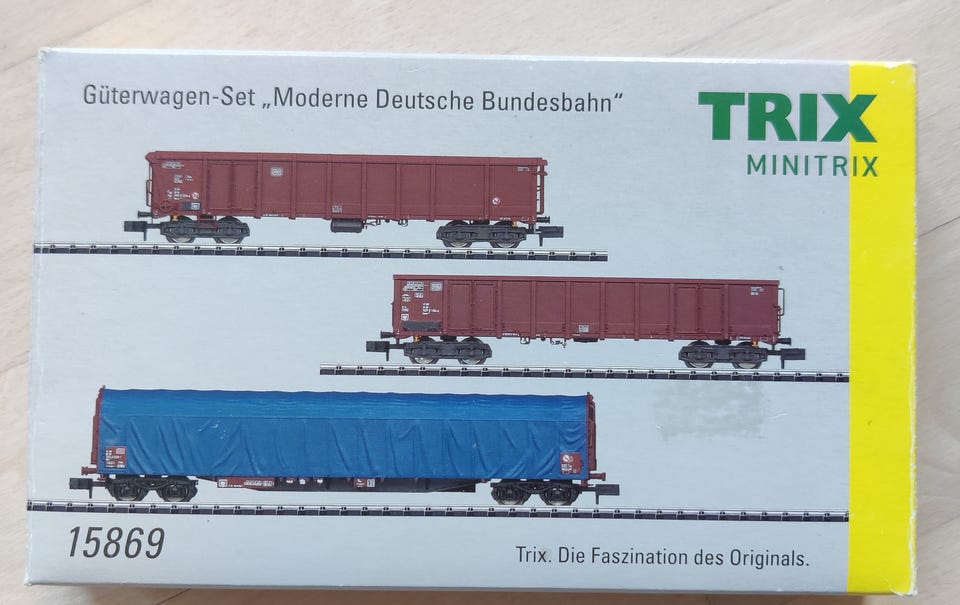 Güterwagen-Set „Moderne Deutsche Bundesbahn“
TRIX
MINITRIX
15869
Trix. Die Faszination des Originals.